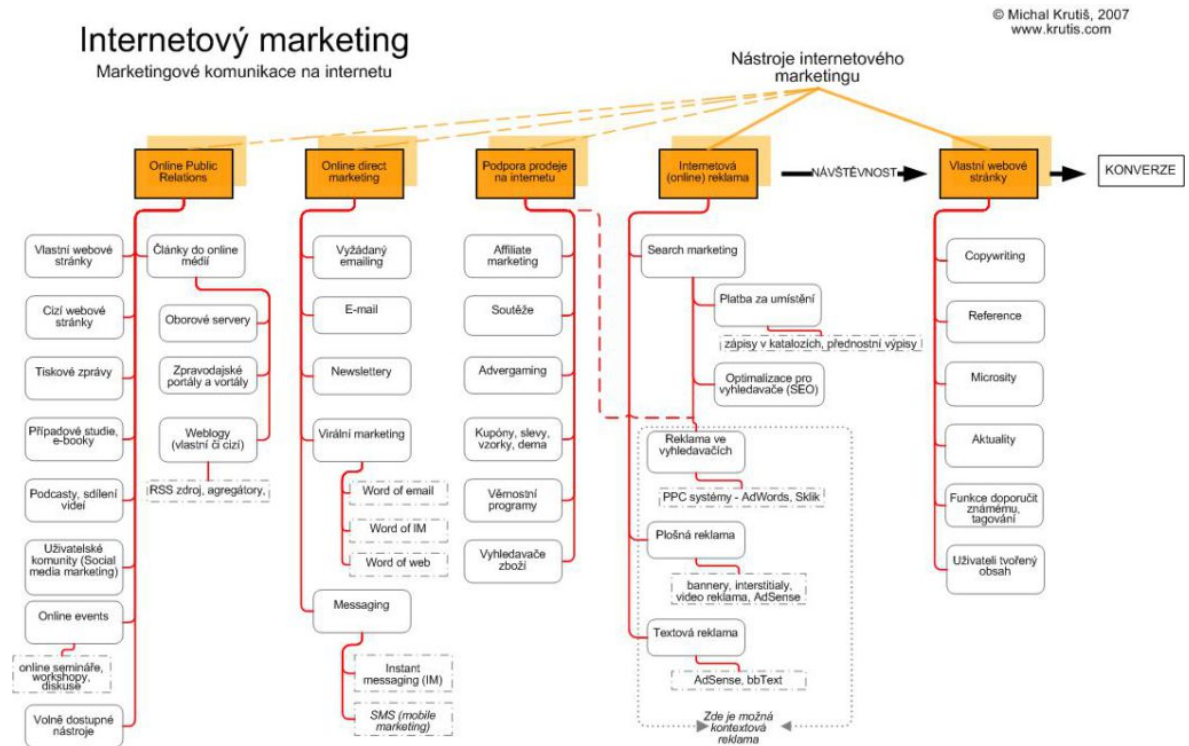 © Michal Krutiš, 2007
www.krutis.com
Internetový marketing
Marketingové komunikace na internetu
Nástroje internetového
marketingu
Online Public
Relations
Online direct
marketing
Podpora prodeje
na internetu
Internetová
(online) reklama
NÁVŠTĚVNOST
Vlastní webové
stránky
KONVERZE
Vlastní webové
stránky
Cizí webové
stránky
Tiskové zprávy
Případové studie,
e-booky
Podcasty, sdílení
videí
Uživatelské
komunity (Social
media marketing)
Online events
online semináře,
workshopy,
diskuse
Volně dostupné
nástroje
Články do online
médií
Oborové servery
Zpravodajské
portály a vortály
Weblogy
(vlastní či cizí)
RSS zdroj, agregátory,
Vyžádaný
emailing
E-mail
Newslettery
Virální marketing
Word of email
Word of IM
Word of web
Messaging
Instant
messaging (IM)
SMS (mobile
marketing)
Affiliate
marketing
Soutěže
Advergaming
Kupóny, slevy,
vzorky, dema
Věrnostní
programy
Vyhledavače
zboží
Search marketing
Platba za umístění
zápisy v katalozích, přednostní výpisy
Optimalizace pro
vyhledavače (SEO)
Reklama ve
vyhledavačích
PPC systémy - AdWords, Sklik
Plošná reklama
bannery, interstitialy,
video reklama, AdSense
Textová reklama
AdSense, bbText
Zde je možná
kontextová
reklama
Copywriting
Reference
Microsity
Aktuality
Funkce doporučit
známému,
tagování
Uživateli tvořený
obsah